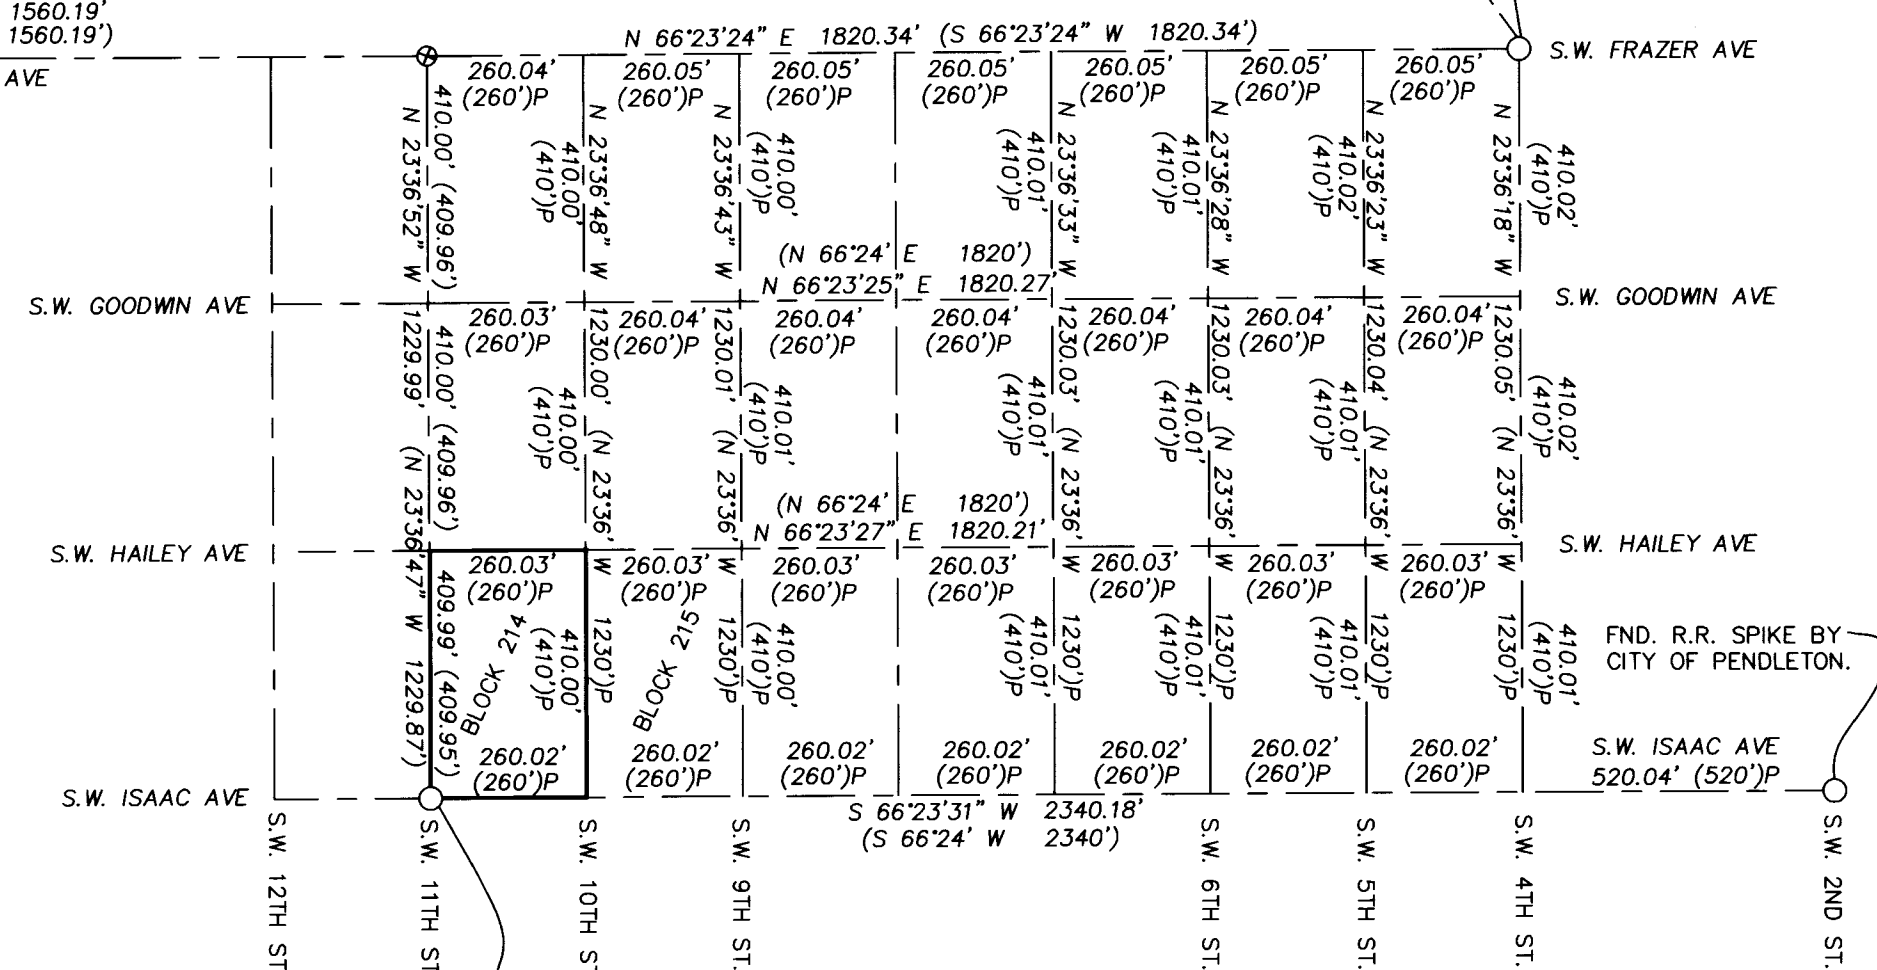 1560.19'
1560.19')
AVE
N 66°23'24" E 1820.34' (S 66°23'24" W 1820.34')
S.W. FRAZER AVE
260.04' 260.05' 260.05' 260.05' 260.05' 260.05' 260.05'
(260')P (260')P (260')P (260')P (260')P (260')P (260')P
N 23°36'52" W 1229.99' (N 23°36'47" W 1229.87')
410.00' (409.96')
410.00'
(410')P
N 23°36'48" W 1230.00' (N 23°36' W 1230')P
N 23°36'43" W 1230.01' (N 23°36' W 1230')P
410.00'
(410')P
410.01'
(410')P
N 23°36'33" W 1230.03' (N 23°36' W 1230')P
410.01'
(410')P
N 23°36'28" W 1230.03' (N 23°36' W 1230')P
410.02'
(410')P
N 23°36'23" W 1230.04' (N 23°36' W 1230')P
N 23°36'18" W 1230.05' (N 23°36' W 1230')P
410.02'
(410')P
(N 66°24' E 1820')
N 66°23'25" E 1820.27'
S.W. GOODWIN AVE
S.W. GOODWIN AVE
260.03' 260.04' 260.04' 260.04' 260.04' 260.04' 260.04'
(260')P (260')P (260')P (260')P (260')P (260')P (260')P
410.00' (409.96')
410.00'
(410')P
410.01'
(410')P
410.01'
(410')P
410.01'
(410')P
410.01'
(410')P
410.02'
(410')P
(N 66°24' E 1820')
N 66°23'27" E 1820.21'
S.W. HAILEY AVE
S.W. HAILEY AVE
260.03' 260.03' 260.03' 260.03' 260.03' 260.03' 260.03'
(260')P (260')P (260')P (260')P (260')P (260')P (260')P
409.99' (409.95')
BLOCK 214
410.00'
(410')P
BLOCK 215
410.00'
(410')P
410.01'
(410')P
410.01'
(410')P
410.01'
(410')P
410.01'
(410')P
FND. R.R. SPIKE BY
CITY OF PENDLETON.
260.02' 260.02' 260.02' 260.02' 260.02' 260.02' 260.02'
(260')P (260')P (260')P (260')P (260')P (260')P (260')P
S.W. ISAAC AVE
520.04' (520')P
S.W. ISAAC AVE
S 66°23'31" W 2340.18'
(S 66°24' W 2340')
S.W. 12TH ST
S.W. 11TH ST
S.W. 10TH ST
S.W. 9TH ST.
S.W. 6TH ST.
S.W. 5TH ST.
S.W. 4TH ST.
S.W. 2ND ST.